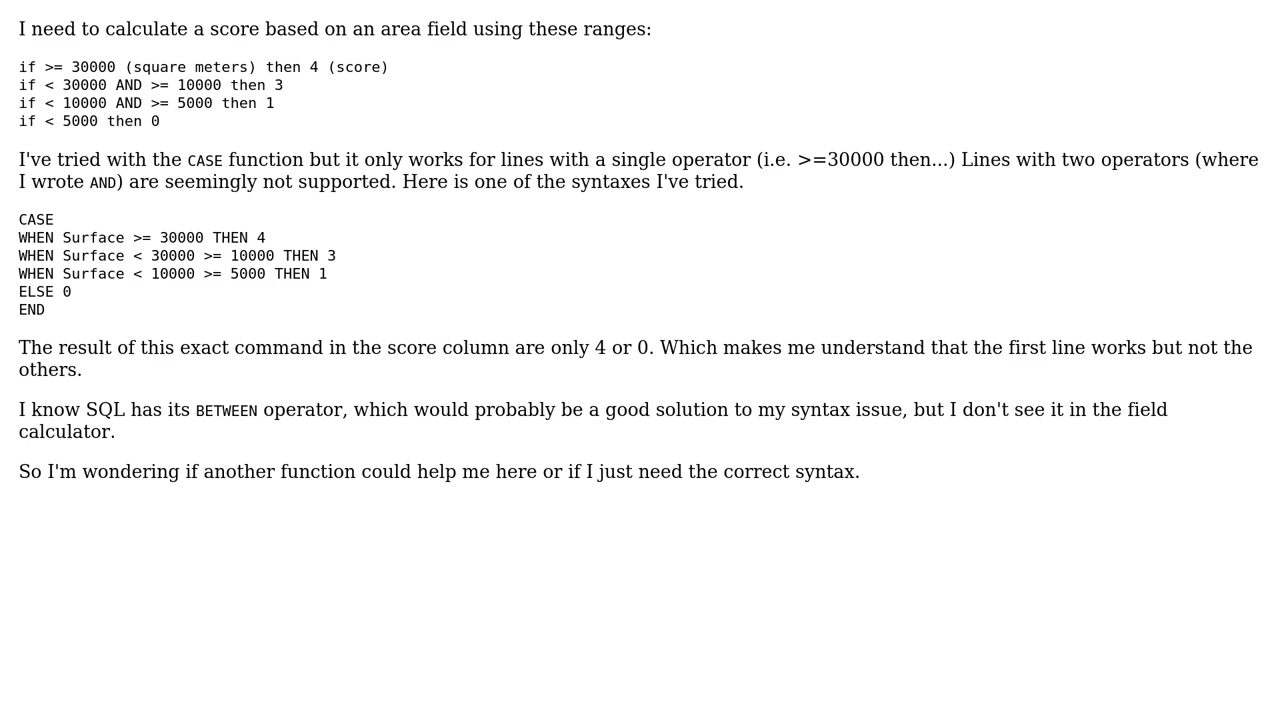 I need to calculate a score based on an area field using these ranges:
if >= 30000 (square meters) then 4 (score)
if < 30000 AND >= 10000 then 3
if < 10000 AND >= 5000 then 1
if < 5000 then 0
I've tried with the CASE function but it only works for lines with a single operator (i.e. >=30000 then...) Lines with two operators (where
I wrote AND) are seemingly not supported. Here is one of the syntaxes I've tried.
CASE
WHEN Surface >= 30000 THEN 4
WHEN Surface < 30000 >= 10000 THEN 3
WHEN Surface < 10000 >= 5000 THEN 1
ELSE 0
END
The result of this exact command in the score column are only 4 or 0. Which makes me understand that the first line works but not the
others.
I know SQL has its BETWEEN operator, which would probably be a good solution to my syntax issue, but I don't see it in the field
calculator.
So I'm wondering if another function could help me here or if I just need the correct syntax.